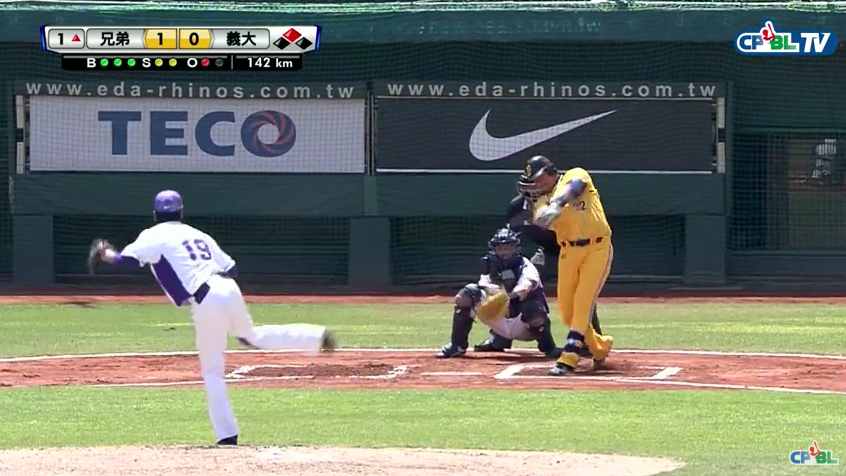 1 兄弟 1 0 義大
B S O 142 km
CPBL TV
www.eda-rhinos.com.tw
www.eda-rhinos.com.tw
TECO
19
CPBL